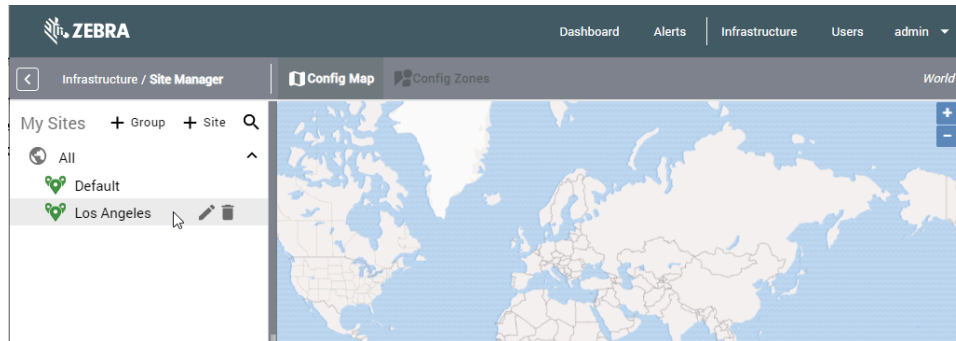 ZEBRA Dashboard Alerts Infrastructure Users admin
Infrastructure / Site Manager Config Map Config Zones World
My Sites + Group + Site
All
Default
Los Angeles
+
-